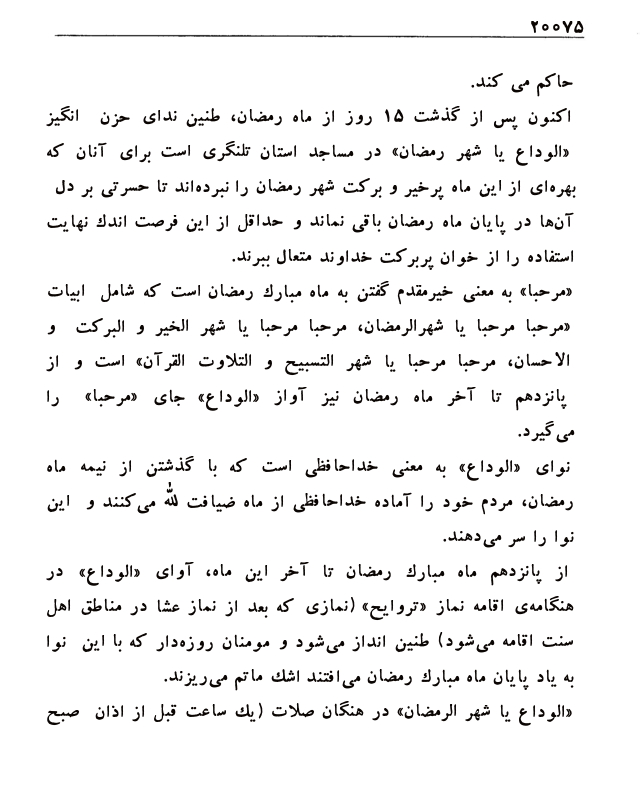 ۲۰۰۷۵
حاکم می کند.
اکنون پس از گذشت ۱۵ روز از ماه رمضان، طنین ندای حزن انگیز
«الوداع یا شهر رمضان» در مساجد استان تلنگری است برای آنان که
بهره‌ای از این ماه پرخیر و برکت شهر رمضان را نبرده‌اند تا حسرتی بر دل
آن‌ها در پایان ماه رمضان باقی نماند و حداقل از این فرصت اندك نهایت
استفاده را از خوان پربرکت خداوند متعال ببرند.
«مرحبا» به معنی خیرمقدم گفتن به ماه مبارك رمضان است که شامل ابیات
«مرحبا مرحبا یا شهرالرمضان، مرحبا مرحبا یا شهر الخیر و البرکت و
الاحسان، مرحبا مرحبا یا شهر التسبیح و التلاوت القرآن» است و از
پانزدهم تا آخر ماه رمضان نیز آواز «الوداع» جای «مرحبا» را
می‌گیرد.
نوای «الوداع» به معنی خداحافظی است که با گذشتن از نیمه ماه
رمضان، مردم خود را آماده خداحافظی از ماه ضیافت لله می‌کنند و این
نوا را سر می‌دهند.
از پانزدهم ماه مبارك رمضان تا آخر این ماه، آوای «الوداع» در
هنگامه‌ی اقامه نماز «تروایح» (نمازی که بعد از نماز عشا در مناطق اهل
سنت اقامه می‌شود) طنین انداز می‌شود و مومنان روزه‌دار که با این نوا
به یاد پایان ماه مبارك رمضان می‌افتند اشك ماتم می‌ریزند.
«الوداع یا شهر الرمضان» در هنگان صلات (یك ساعت قبل از اذان صبح